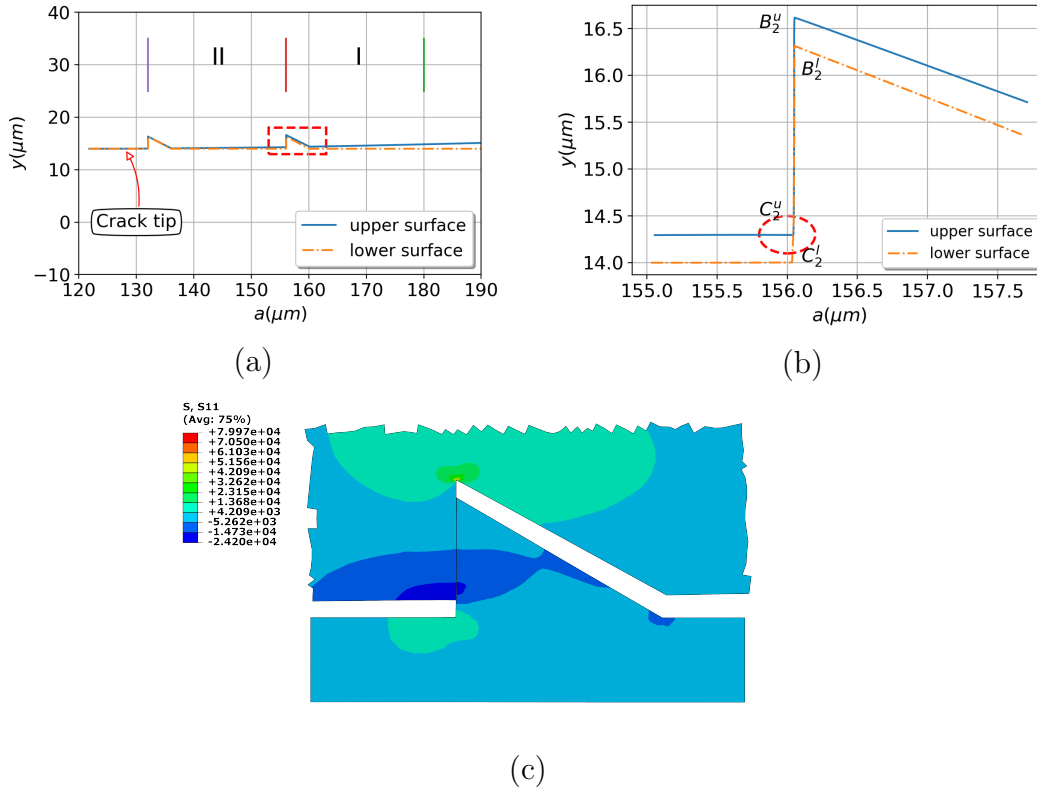 40
30
20
10
0
−10
y(μm)
II
I
Crack tip
upper surface
lower surface
120 130 140 150 160 170 180 190
a(μm)
(a)
16.5
16.0
15.5
15.0
14.5
14.0
y(μm)
B₂ᵘ
B₂ˡ
C₂ᵘ
C₂ˡ
upper surface
lower surface
155.0 155.5 156.0 156.5 157.0 157.5
a(μm)
(b)
S, S11
(Avg: 75%)
+7.997e+04
+7.050e+04
+6.103e+04
+5.156e+04
+4.209e+04
+3.262e+04
+2.315e+04
+1.368e+04
+4.209e+03
-5.262e+03
-1.473e+04
-2.420e+04
(c)